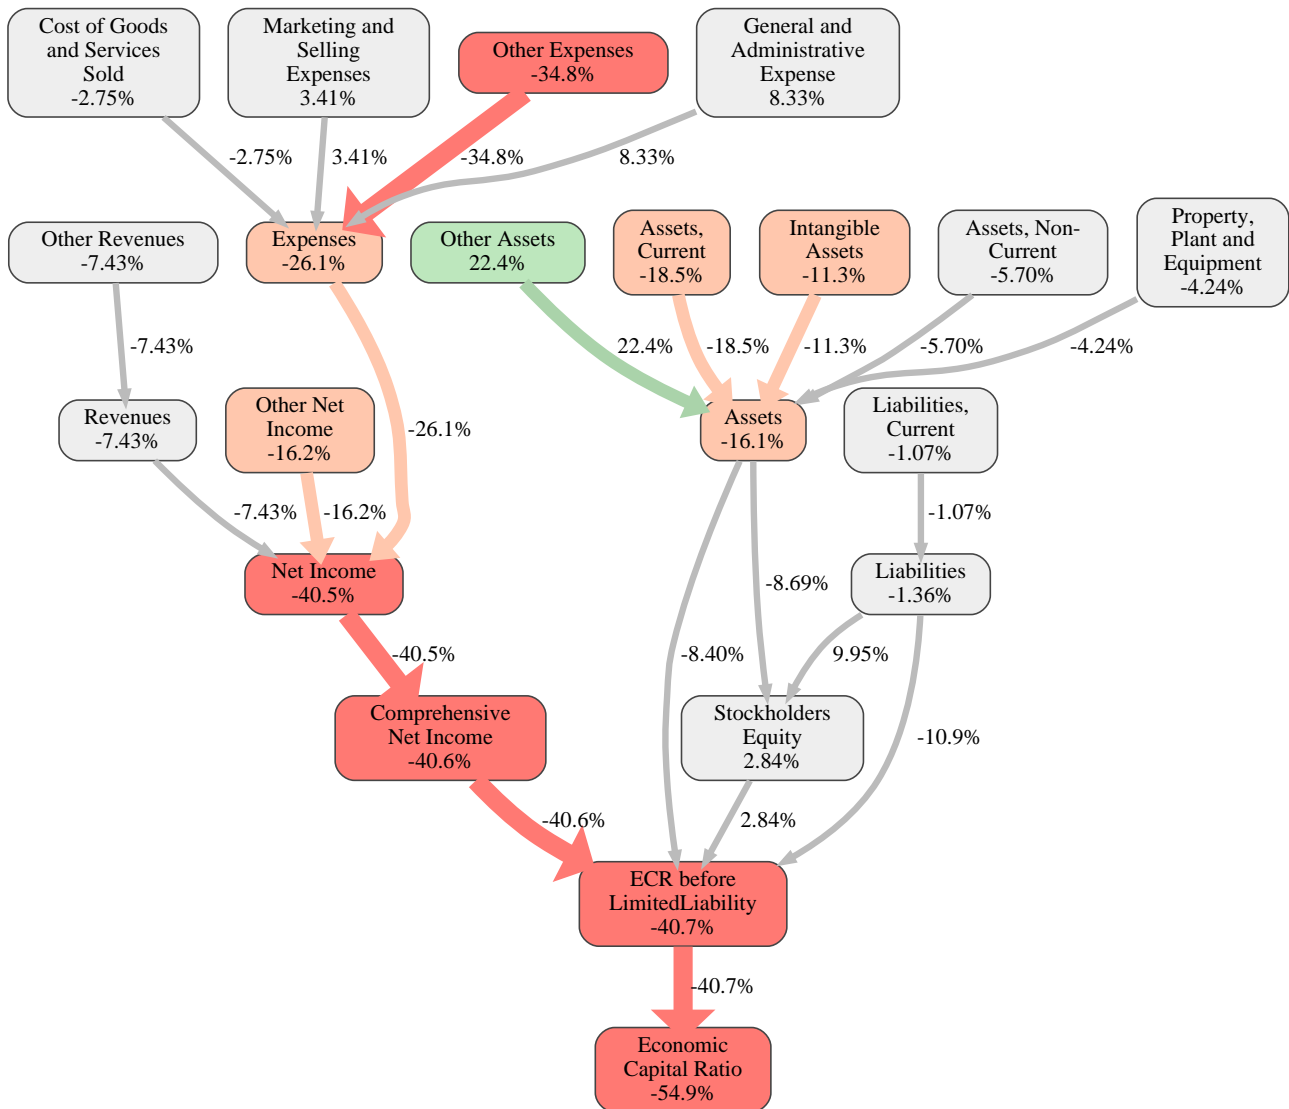 Cost of Goods
and Services
Sold
-2.75%
Marketing and
Selling
Expenses
3.41%
Other Expenses
-34.8%
General and
Administrative
Expense
8.33%
-2.75%
3.41%
-34.8%
8.33%
Other Revenues
-7.43%
Expenses
-26.1%
Other Assets
22.4%
Assets,
Current
-18.5%
Intangible
Assets
-11.3%
Assets, Non-
Current
-5.70%
Property,
Plant and
Equipment
-4.24%
-7.43%
22.4%
-18.5%
-11.3%
-5.70%
-4.24%
Revenues
-7.43%
Other Net
Income
-16.2%
-26.1%
Assets
-16.1%
Liabilities,
Current
-1.07%
-7.43%
-16.2%
-1.07%
Net Income
-40.5%
-8.69%
Liabilities
-1.36%
-40.5%
-8.40%
9.95%
Comprehensive
Net Income
-40.6%
Stockholders
Equity
2.84%
-10.9%
-40.6%
2.84%
ECR before
LimitedLiability
-40.7%
-40.7%
Economic
Capital Ratio
-54.9%